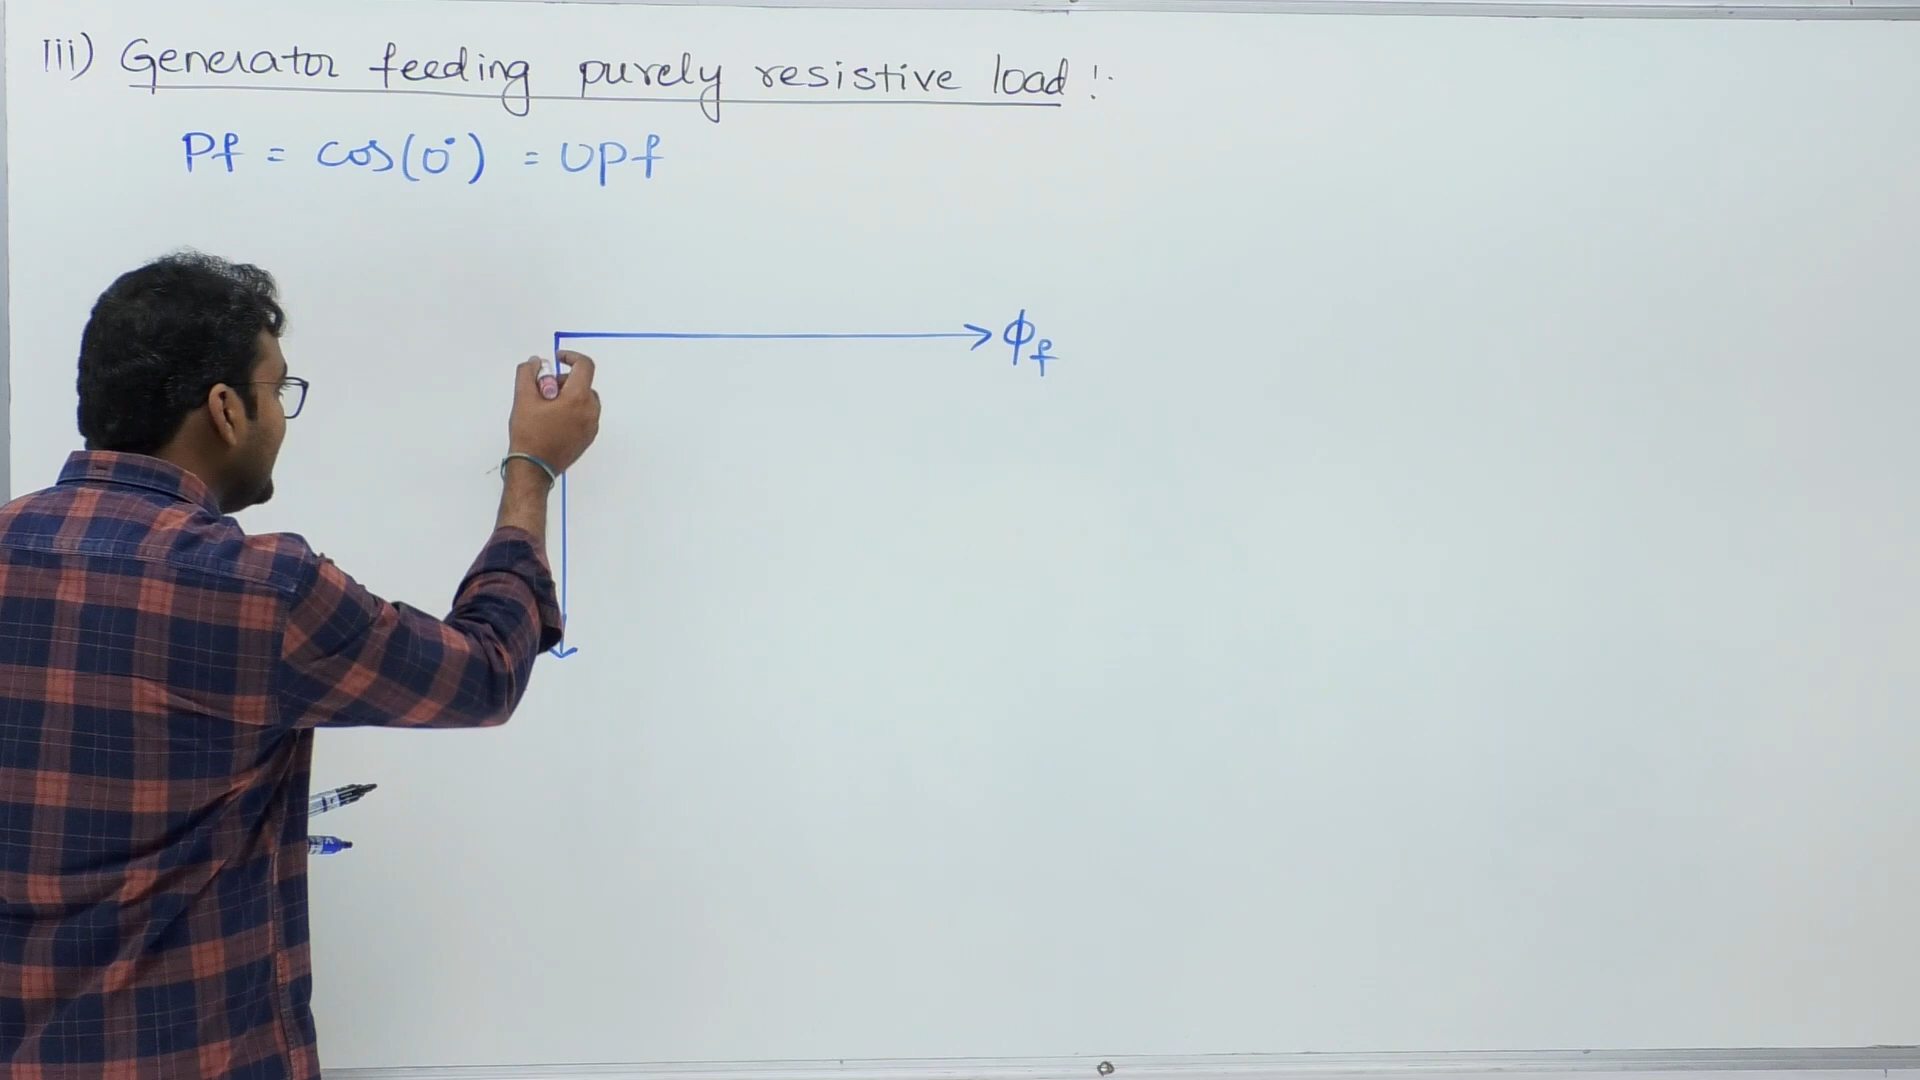 iii) Generator feeding purely resistive load :-
Pf = cos(0°) = UPf
ϕf